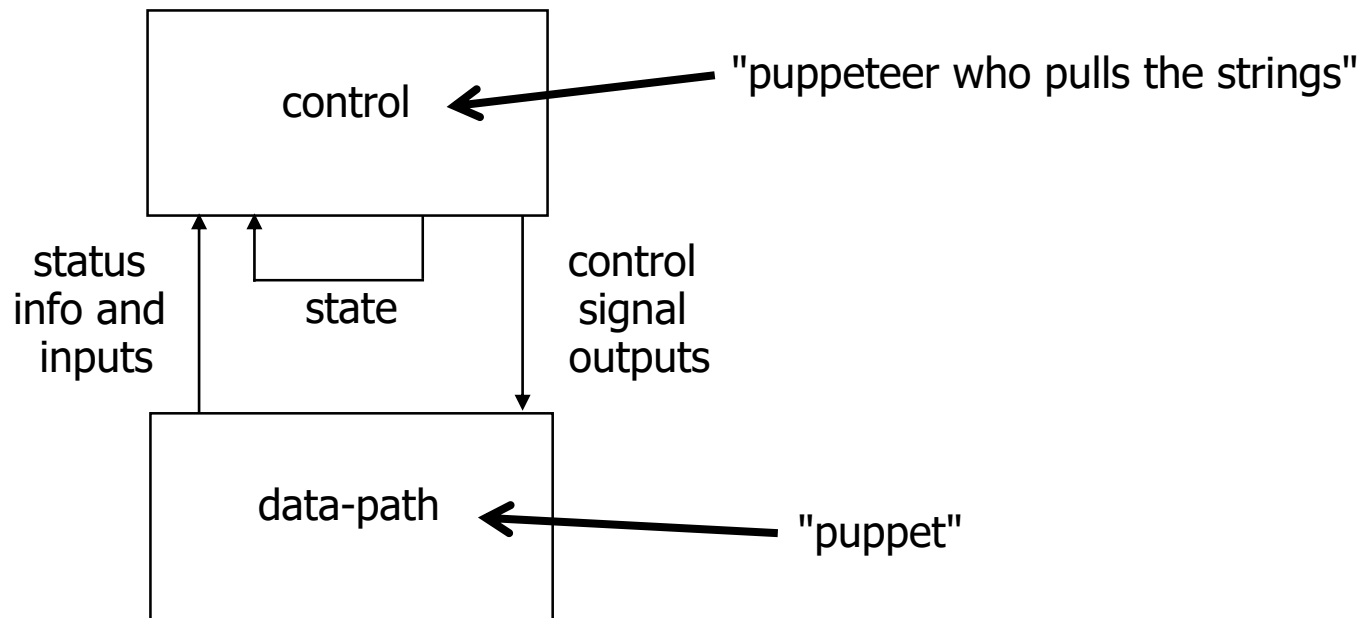 "puppeteer who pulls the strings"
control
status
info and
inputs
state
control
signal
outputs
data-path
"puppet"